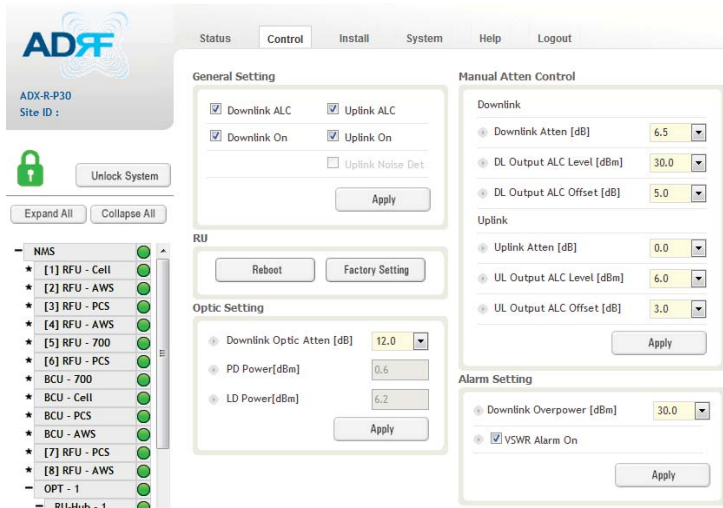 ADRF
Status Control Install System Help Logout
ADX-R-P30
Site ID :
Unlock System
Expand All Collapse All
NMS
[1] RFU - Cell
[2] RFU - AWS
[3] RFU - PCS
[4] RFU - AWS
[5] RFU - 700
[6] RFU - PCS
BCU - 700
BCU - Cell
BCU - PCS
BCU - AWS
[7] RFU - PCS
[8] RFU - AWS
OPT - 1
RU-Hub - 1
General Setting
Downlink ALC Uplink ALC
Downlink On Uplink On
Uplink Noise Det
Apply
RU
Reboot Factory Setting
Optic Setting
Downlink Optic Atten [dB] 12.0
PD Power[dBm] 0.6
LD Power[dBm] 6.2
Apply
Manual Atten Control
Downlink
Downlink Atten [dB] 6.5
DL Output ALC Level [dBm] 30.0
DL Output ALC Offset [dB] 5.0
Uplink
Uplink Atten [dB] 0.0
UL Output ALC Level [dBm] 6.0
UL Output ALC Offset [dB] 3.0
Apply
Alarm Setting
Downlink Overpower [dBm] 30.0
VSWR Alarm On
Apply